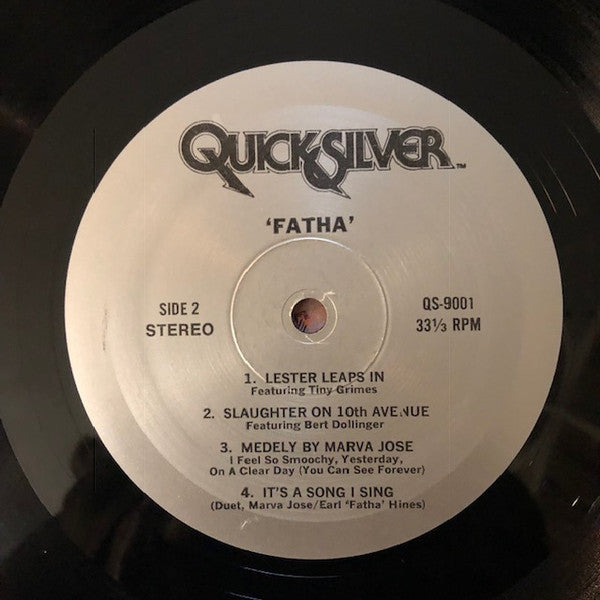 QUICKSILVER™
'FATHA'
SIDE 2
STEREO
QS-9001
33⅓ RPM
1. LESTER LEAPS IN
Featuring Tiny Grimes
2. SLAUGHTER ON 10th AVENUE
Featuring Bert Dollinger
3. MEDELY BY MARVA JOSE
I Feel So Smoochy, Yesterday,
On A Clear Day (You Can See Forever)
4. IT'S A SONG I SING
(Duet, Marva Jose/Earl 'Fatha' Hines)